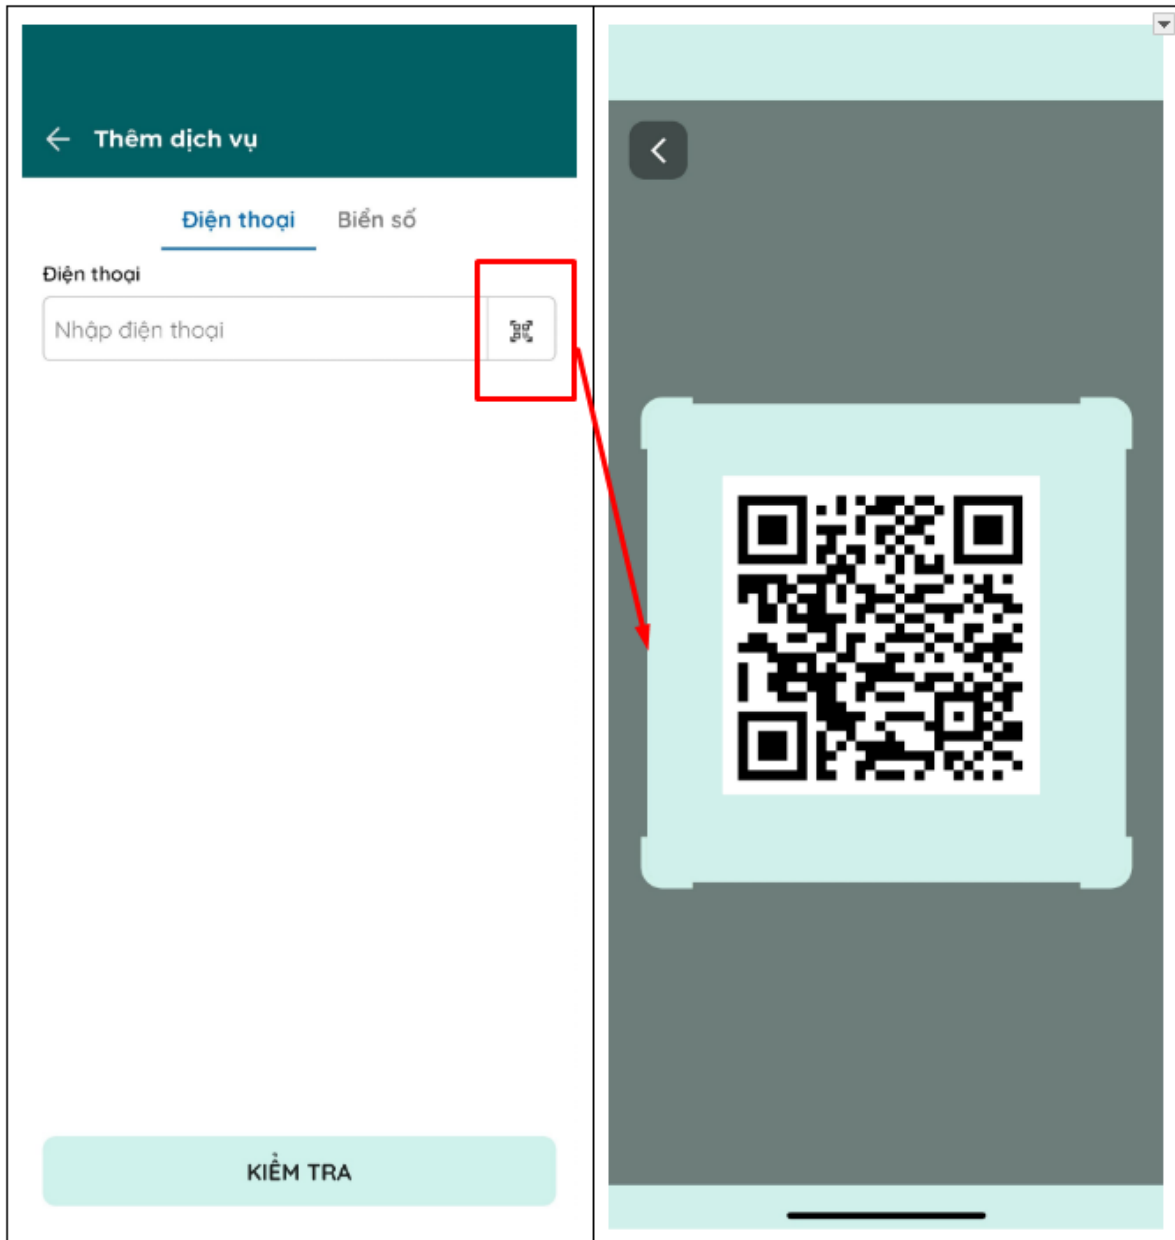 Thêm dịch vụ
Điện thoại Biển số
Điện thoại
Nhập điện thoại
KIỂM TRA